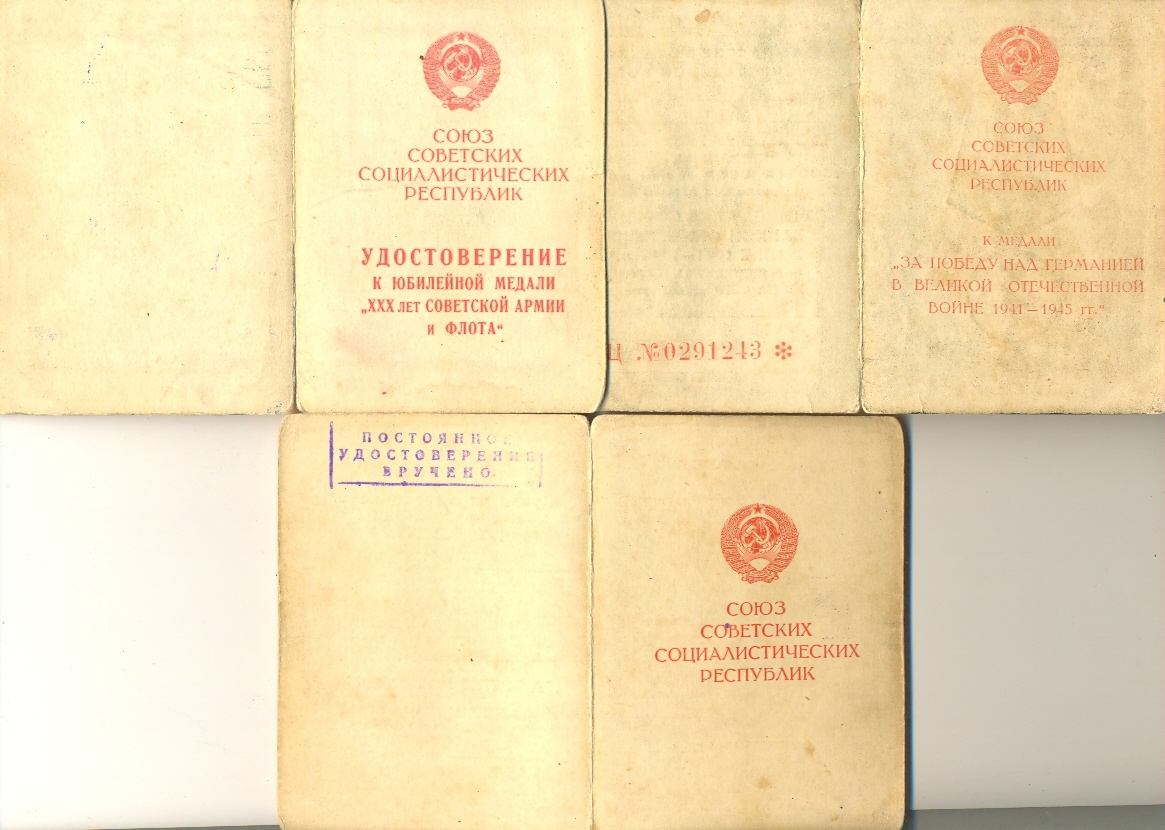 СОЮЗ
СОВЕТСКИХ
СОЦИАЛИСТИЧЕСКИХ
РЕСПУБЛИК
УДОСТОВЕРЕНИЕ
К ЮБИЛЕЙНОЙ МЕДАЛИ
„XXX ЛЕТ СОВЕТСКОЙ АРМИИ
И ФЛОТА“
Ц №0291243 ✻
СОЮЗ
СОВЕТСКИХ
СОЦИАЛИСТИЧЕСКИХ
РЕСПУБЛИК
К МЕДАЛИ
„ЗА ПОБЕДУ НАД ГЕРМАНИЕЙ
В ВЕЛИКОЙ ОТЕЧЕСТВЕННОЙ
ВОЙНЕ 1941—1945 гг.“
ПОСТОЯННОЕ
УДОСТОВЕРЕНИЕ
ВРУЧЕНО
СОЮЗ
СОВЕТСКИХ
СОЦИАЛИСТИЧЕСКИХ
РЕСПУБЛИК